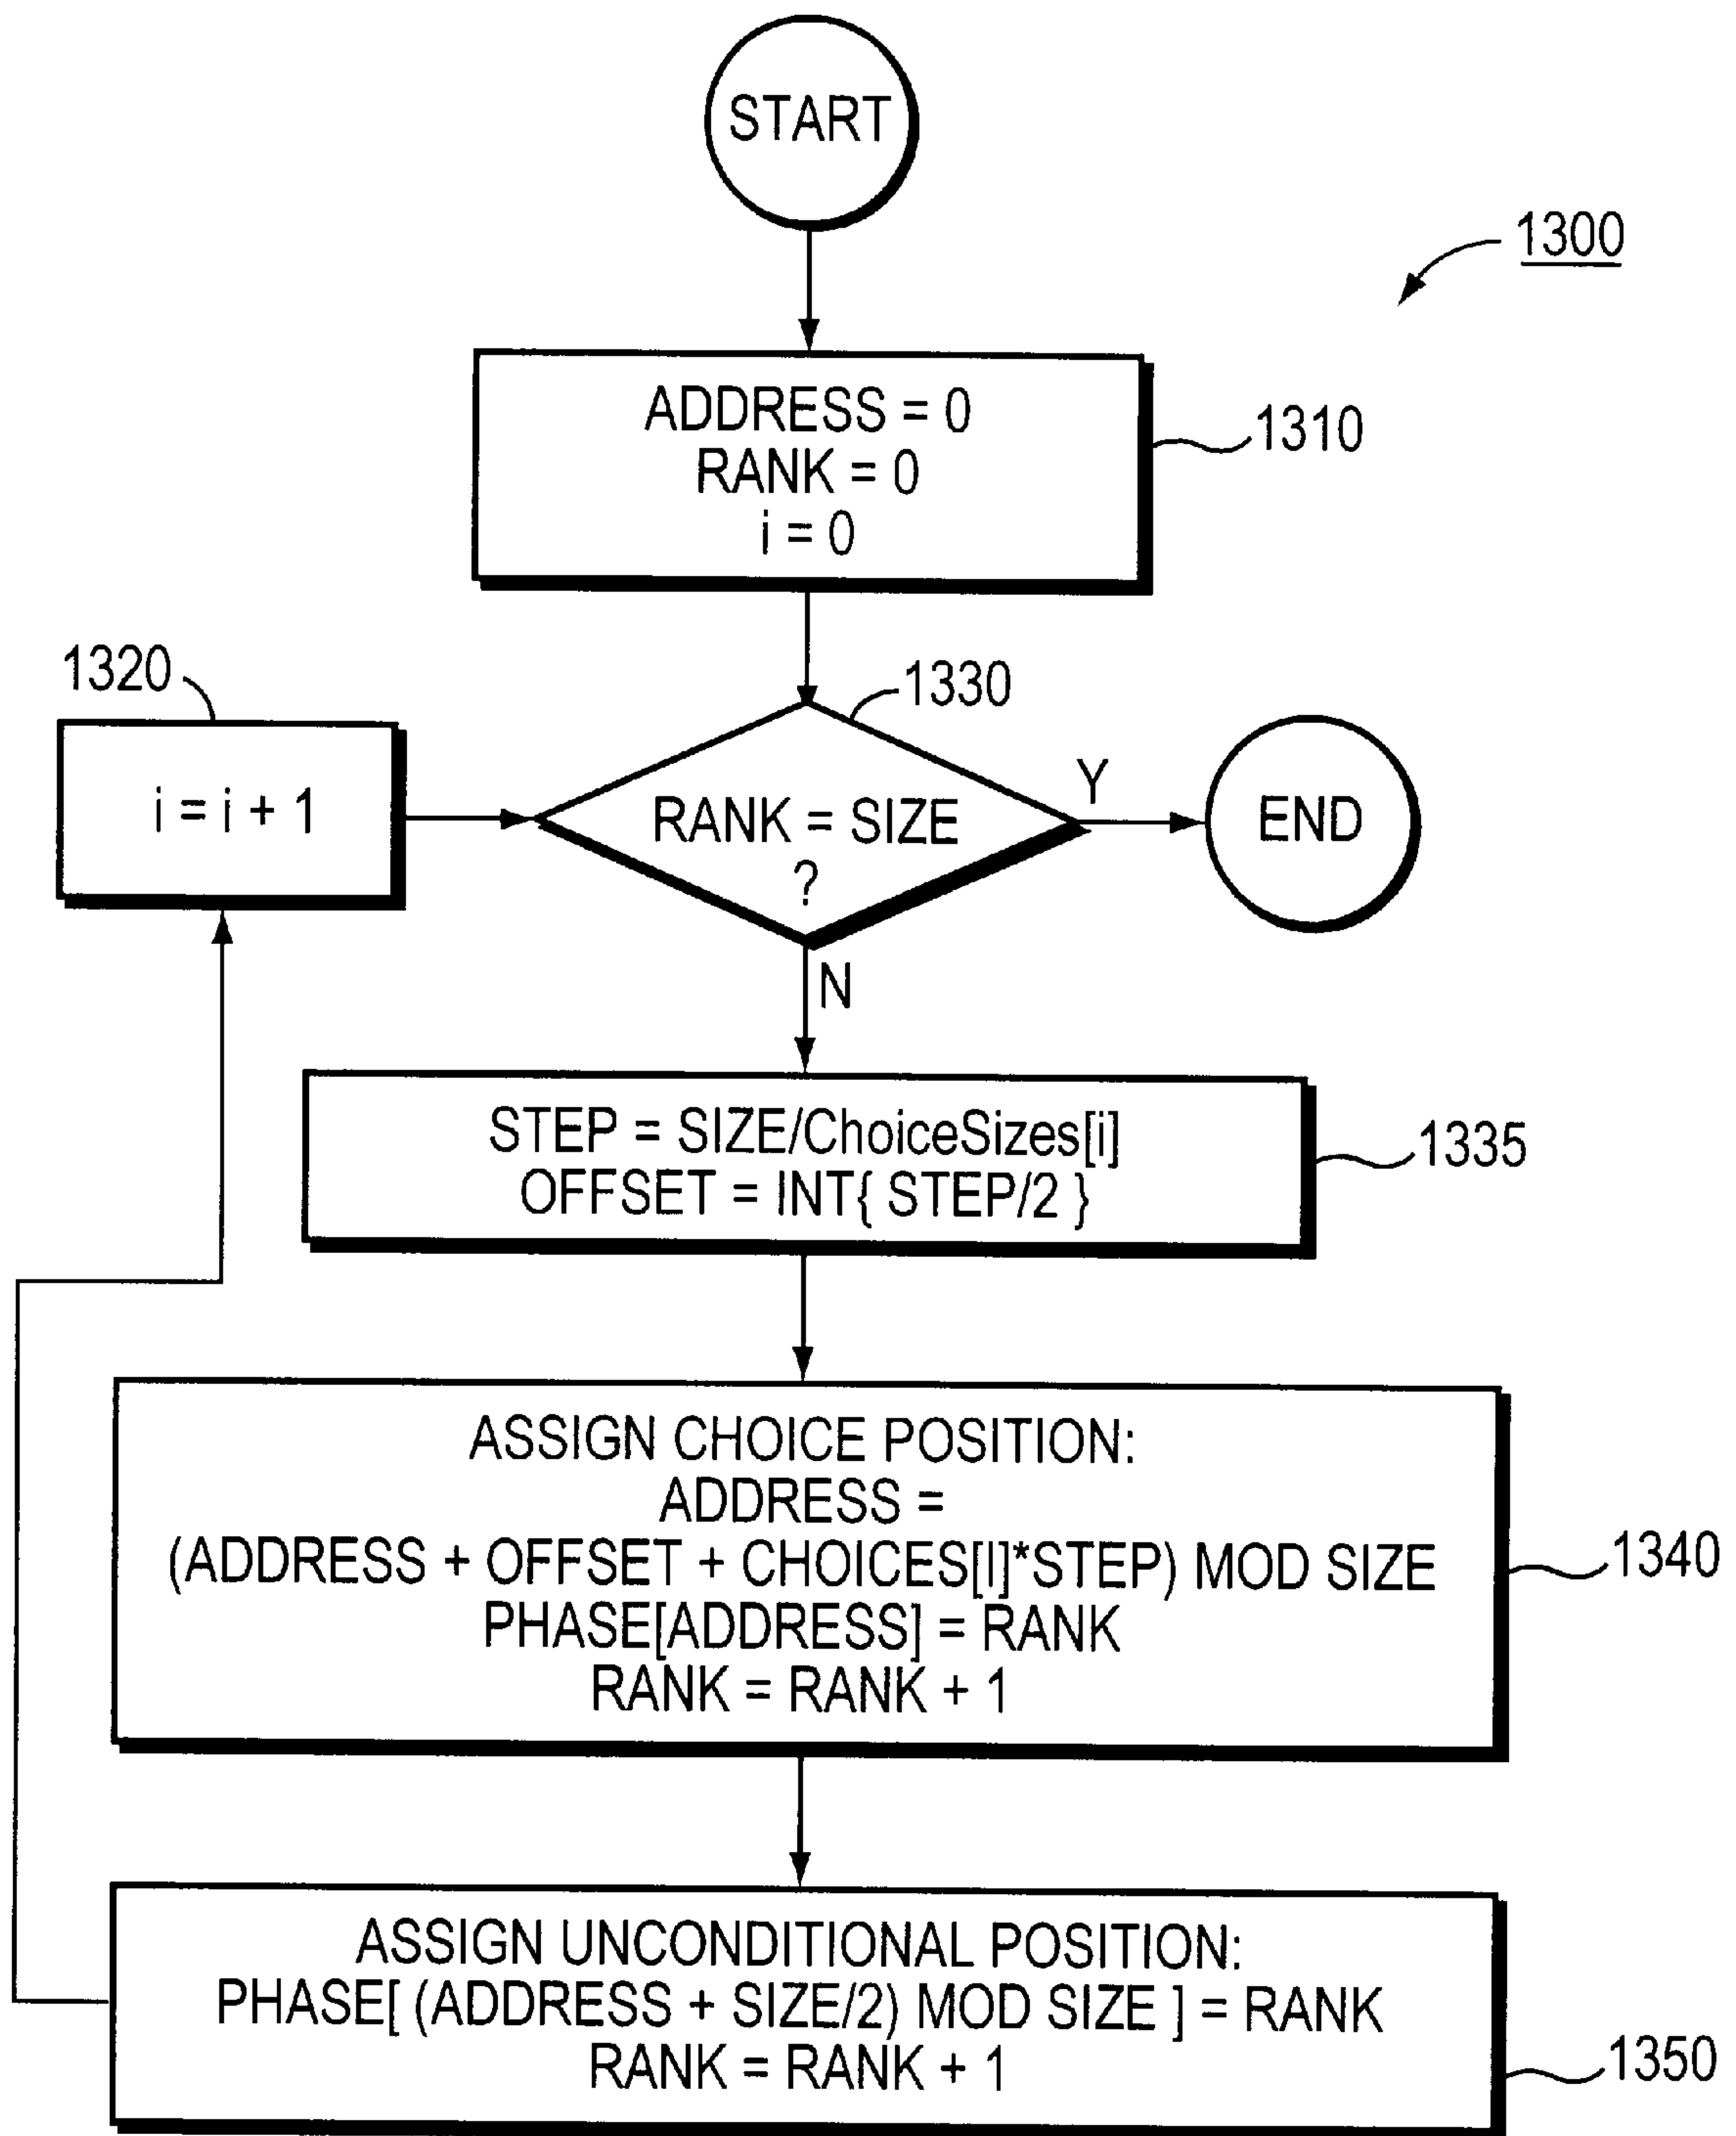 START
1300
ADDRESS = 0
RANK = 0
i = 0
1310
1320
i = i + 1
1330
RANK = SIZE
?
Y
END
N
STEP = SIZE/ChoiceSizes[i]
OFFSET = INT{ STEP/2 }
1335
ASSIGN CHOICE POSITION:
ADDRESS =
(ADDRESS + OFFSET + CHOICES[I]*STEP) MOD SIZE
PHASE[ADDRESS] = RANK
RANK = RANK + 1
1340
ASSIGN UNCONDITIONAL POSITION:
PHASE[ (ADDRESS + SIZE/2) MOD SIZE ] = RANK
RANK = RANK + 1
1350